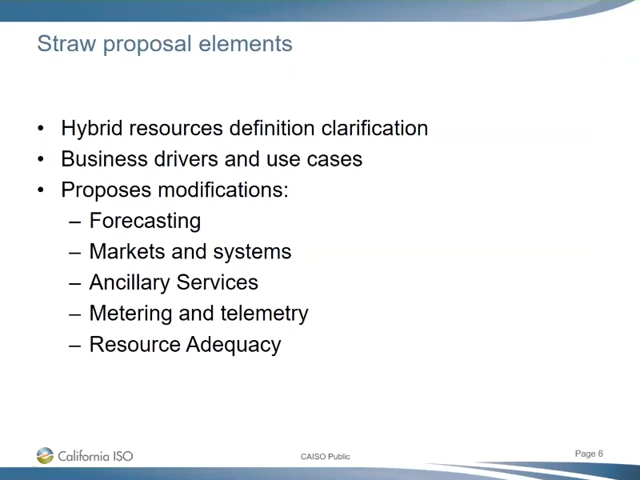 Straw proposal elements
• Hybrid resources definition clarification
• Business drivers and use cases
• Proposes modifications:
– Forecasting
– Markets and systems
– Ancillary Services
– Metering and telemetry
– Resource Adequacy
California ISO
CAISO Public
Page 6